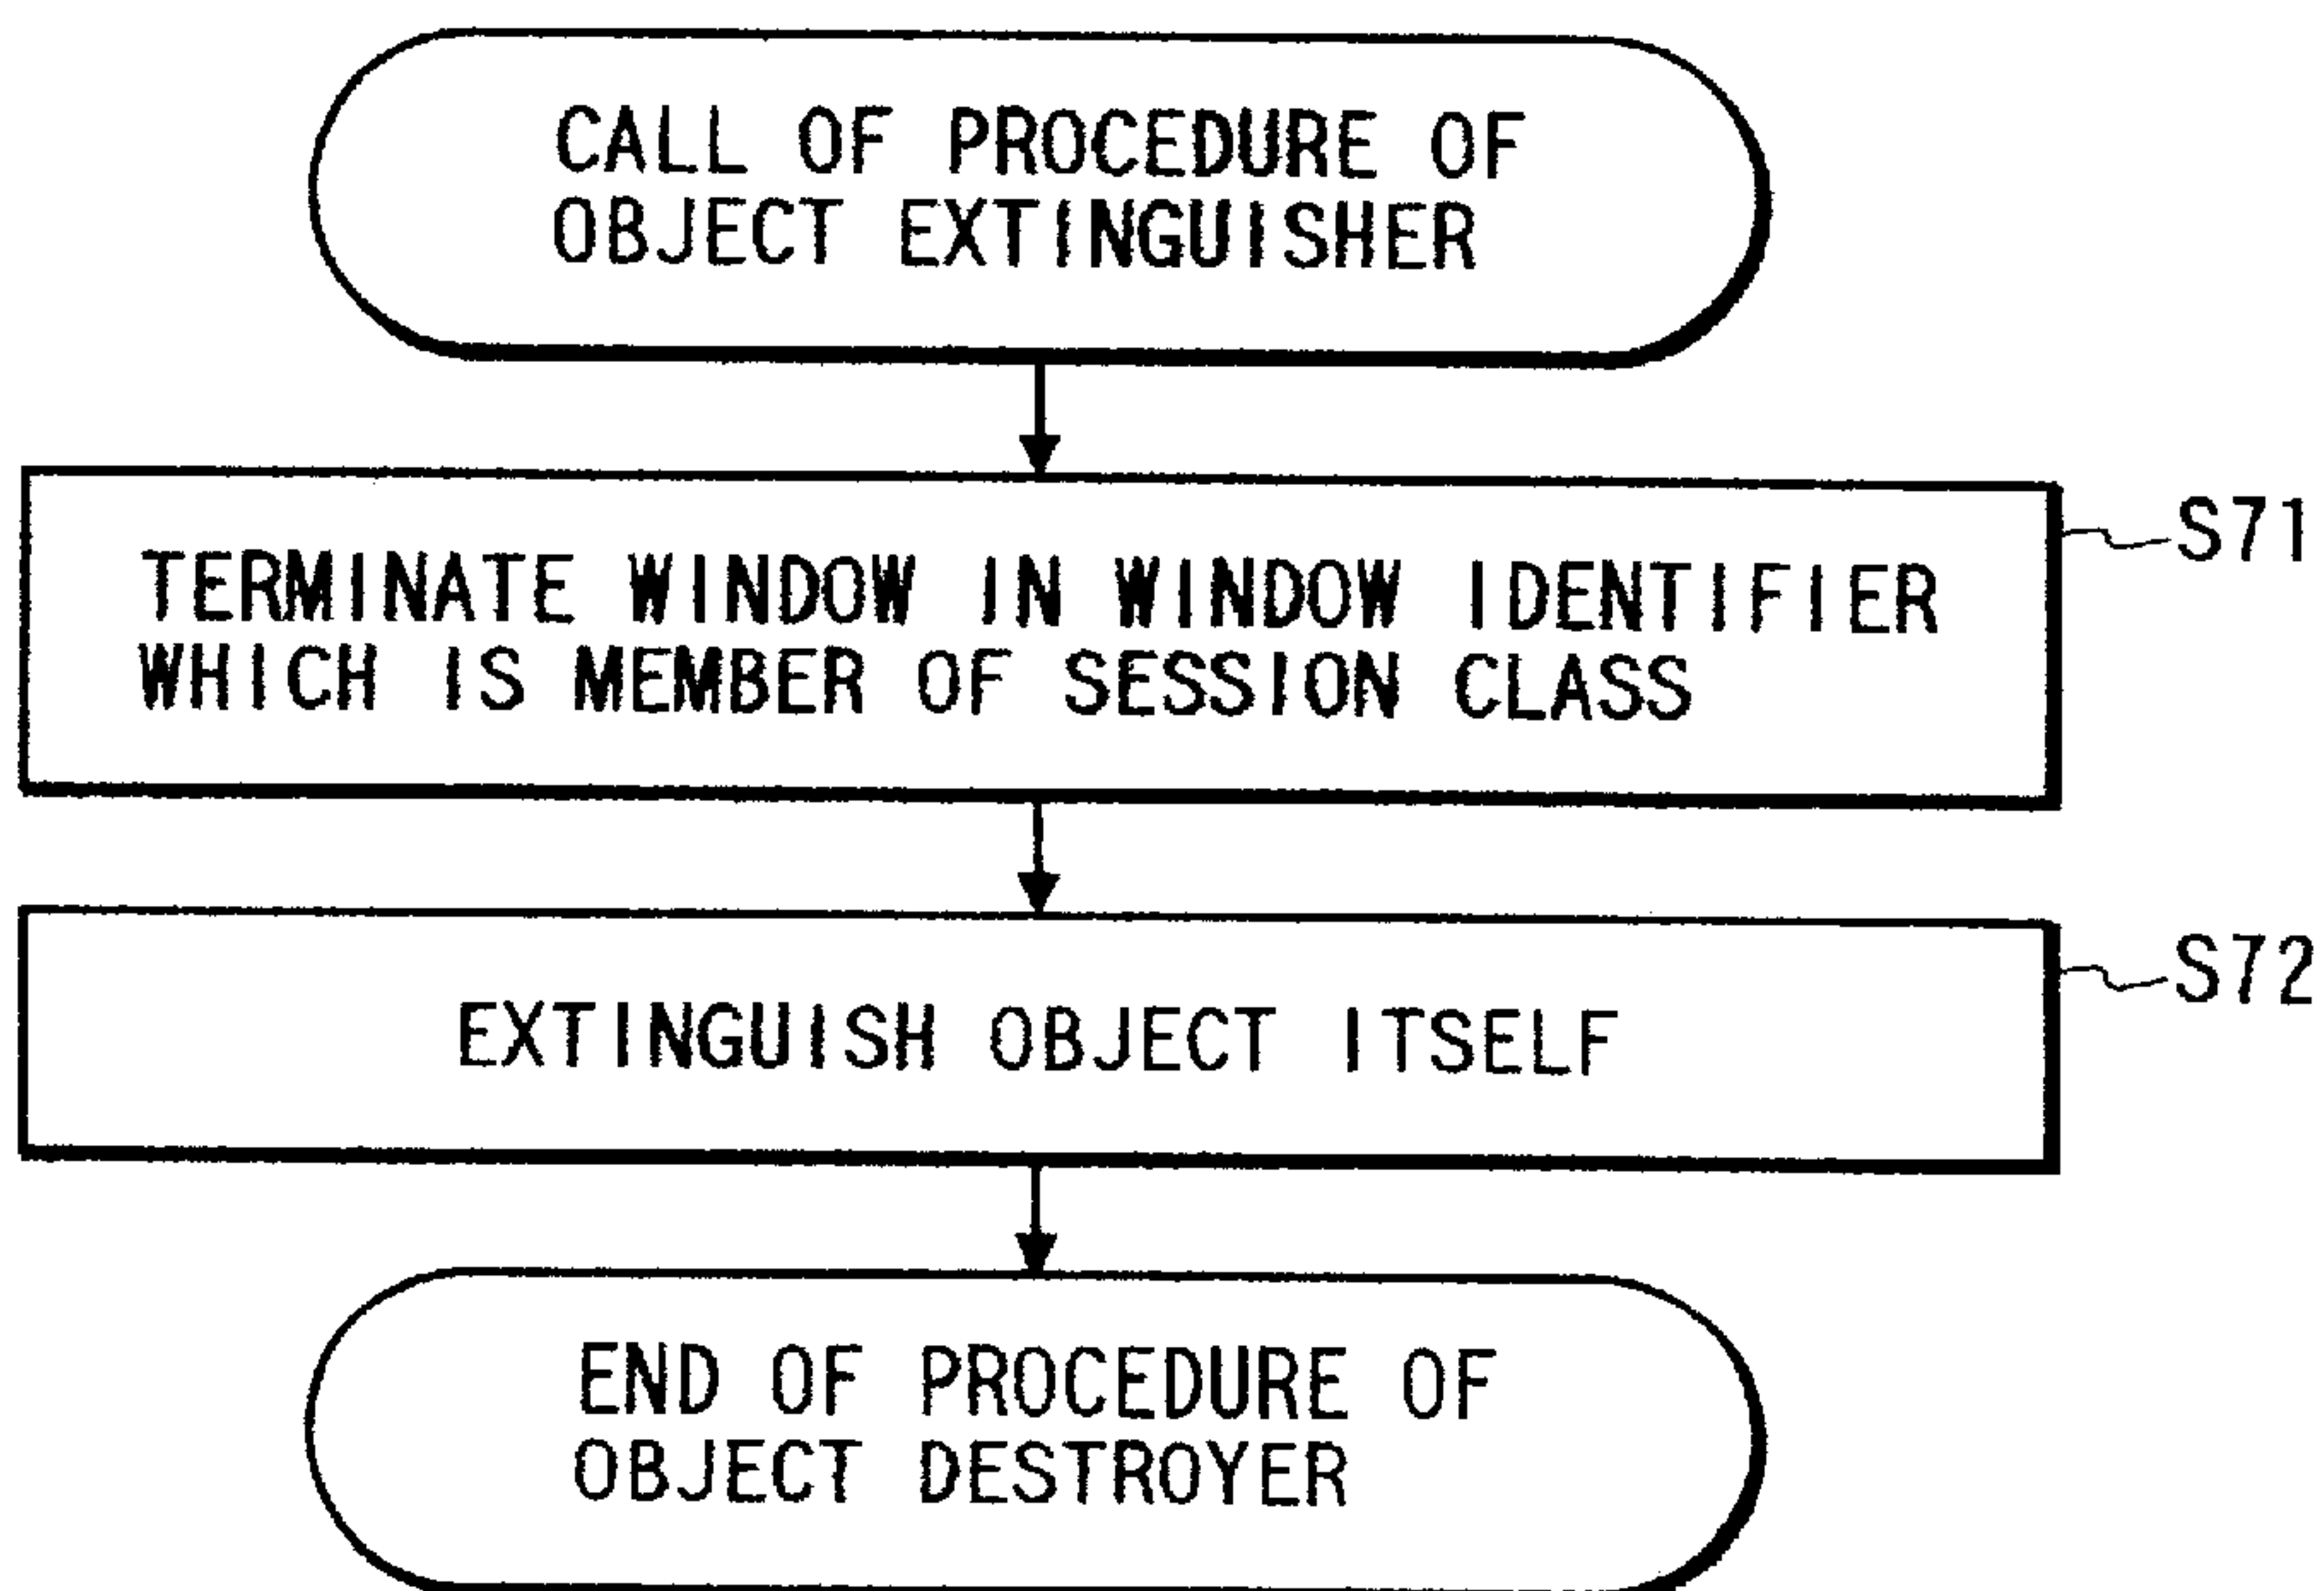 CALL OF PROCEDURE OF
OBJECT EXTINGUISHER
TERMINATE WINDOW IN WINDOW IDENTIFIER
WHICH IS MEMBER OF SESSION CLASS
S71
EXTINGUISH OBJECT ITSELF
S72
END OF PROCEDURE OF
OBJECT DESTROYER